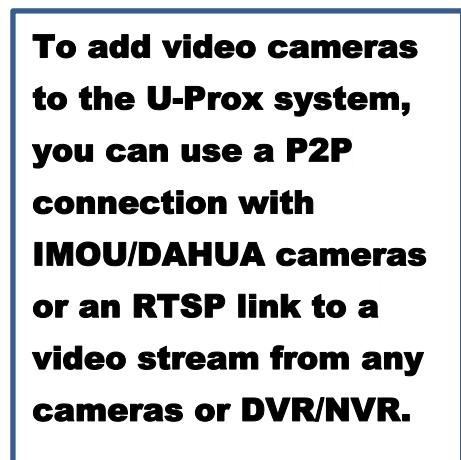 To add video cameras
to the U-Prox system,
you can use a P2P
connection with
IMOU/DAHUA cameras
or an RTSP link to a
video stream from any
cameras or DVR/NVR.